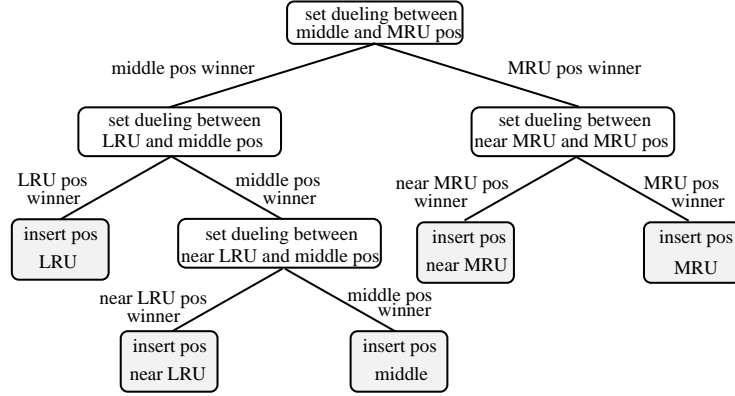 set dueling between
middle and MRU pos
middle pos winner
MRU pos winner
set dueling between
LRU and middle pos
set dueling between
near MRU and MRU pos
LRU pos
winner
middle pos
winner
near MRU pos
winner
MRU pos
winner
insert pos
LRU
set dueling between
near LRU and middle pos
insert pos
near MRU
insert pos
MRU
near LRU pos
winner
middle pos
winner
insert pos
near LRU
insert pos
middle